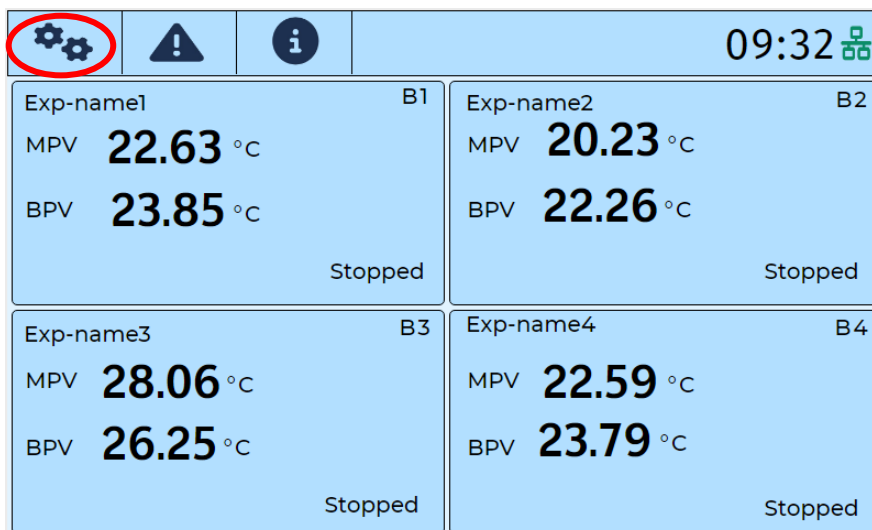 09:32
Exp-name1 B1
MPV 22.63 °C
BPV 23.85 °C
Stopped
Exp-name2 B2
MPV 20.23 °C
BPV 22.26 °C
Stopped
Exp-name3 B3
MPV 28.06 °C
BPV 26.25 °C
Stopped
Exp-name4 B4
MPV 22.59 °C
BPV 23.79 °C
Stopped